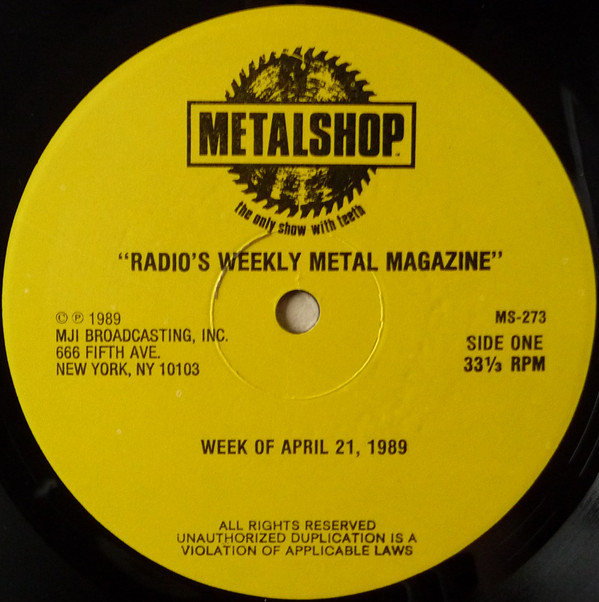 METALSHOP™
the only show with teeth
"RADIO'S WEEKLY METAL MAGAZINE"
© ℗ 1989
MJI BROADCASTING, INC.
666 FIFTH AVE.
NEW YORK, NY 10103
MS-273
SIDE ONE
33⅓ RPM
WEEK OF APRIL 21, 1989
ALL RIGHTS RESERVED
UNAUTHORIZED DUPLICATION IS A
VIOLATION OF APPLICABLE LAWS